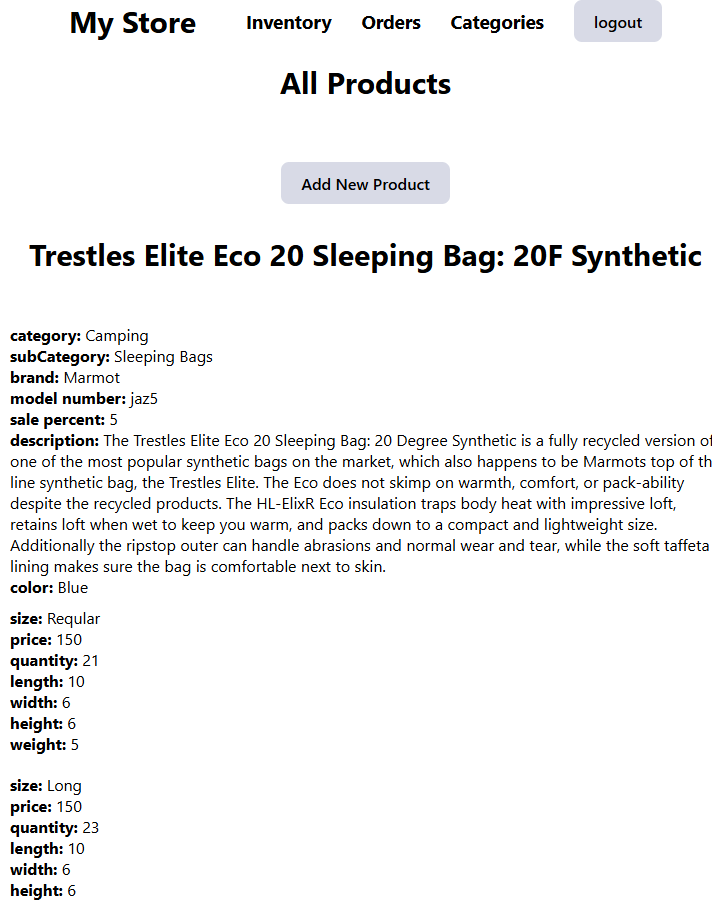 My Store Inventory Orders Categories logout
All Products
Add New Product
Trestles Elite Eco 20 Sleeping Bag: 20F Synthetic
category: Camping
subCategory: Sleeping Bags
brand: Marmot
model number: jaz5
sale percent: 5
description: The Trestles Elite Eco 20 Sleeping Bag: 20 Degree Synthetic is a fully recycled version of
one of the most popular synthetic bags on the market, which also happens to be Marmots top of th
line synthetic bag, the Trestles Elite. The Eco does not skimp on warmth, comfort, or pack-ability
despite the recycled products. The HL-ElixR Eco insulation traps body heat with impressive loft,
retains loft when wet to keep you warm, and packs down to a compact and lightweight size.
Additionally the ripstop outer can handle abrasions and normal wear and tear, while the soft taffeta
lining makes sure the bag is comfortable next to skin.
color: Blue
size: Reqular
price: 150
quantity: 21
length: 10
width: 6
height: 6
weight: 5
size: Long
price: 150
quantity: 23
length: 10
width: 6
height: 6